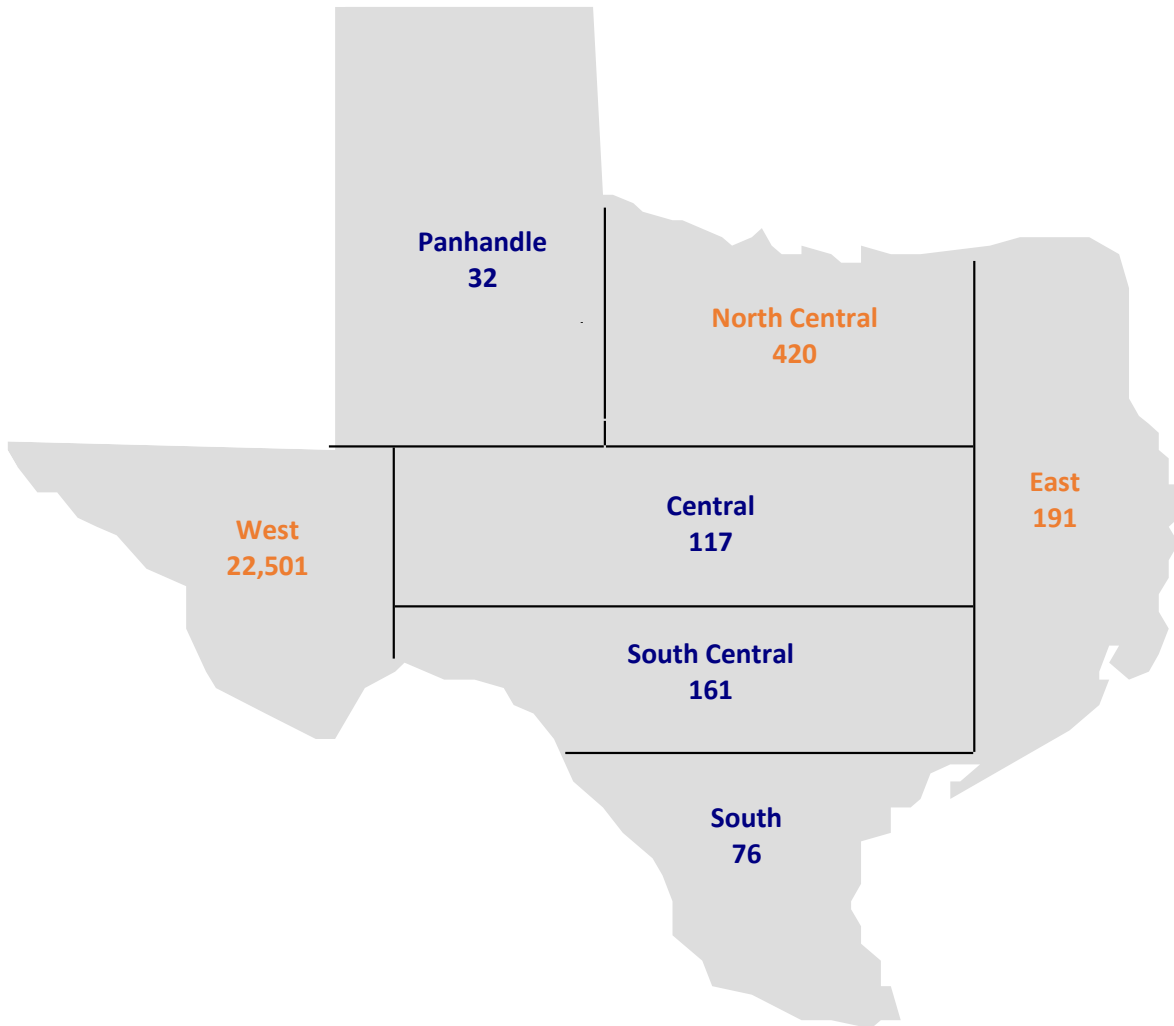 Panhandle
32
North Central
420
East
191
Central
117
West
22,501
South Central
161
South
76